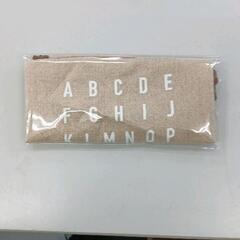 A B C D E
F G H I J
K L M N O P